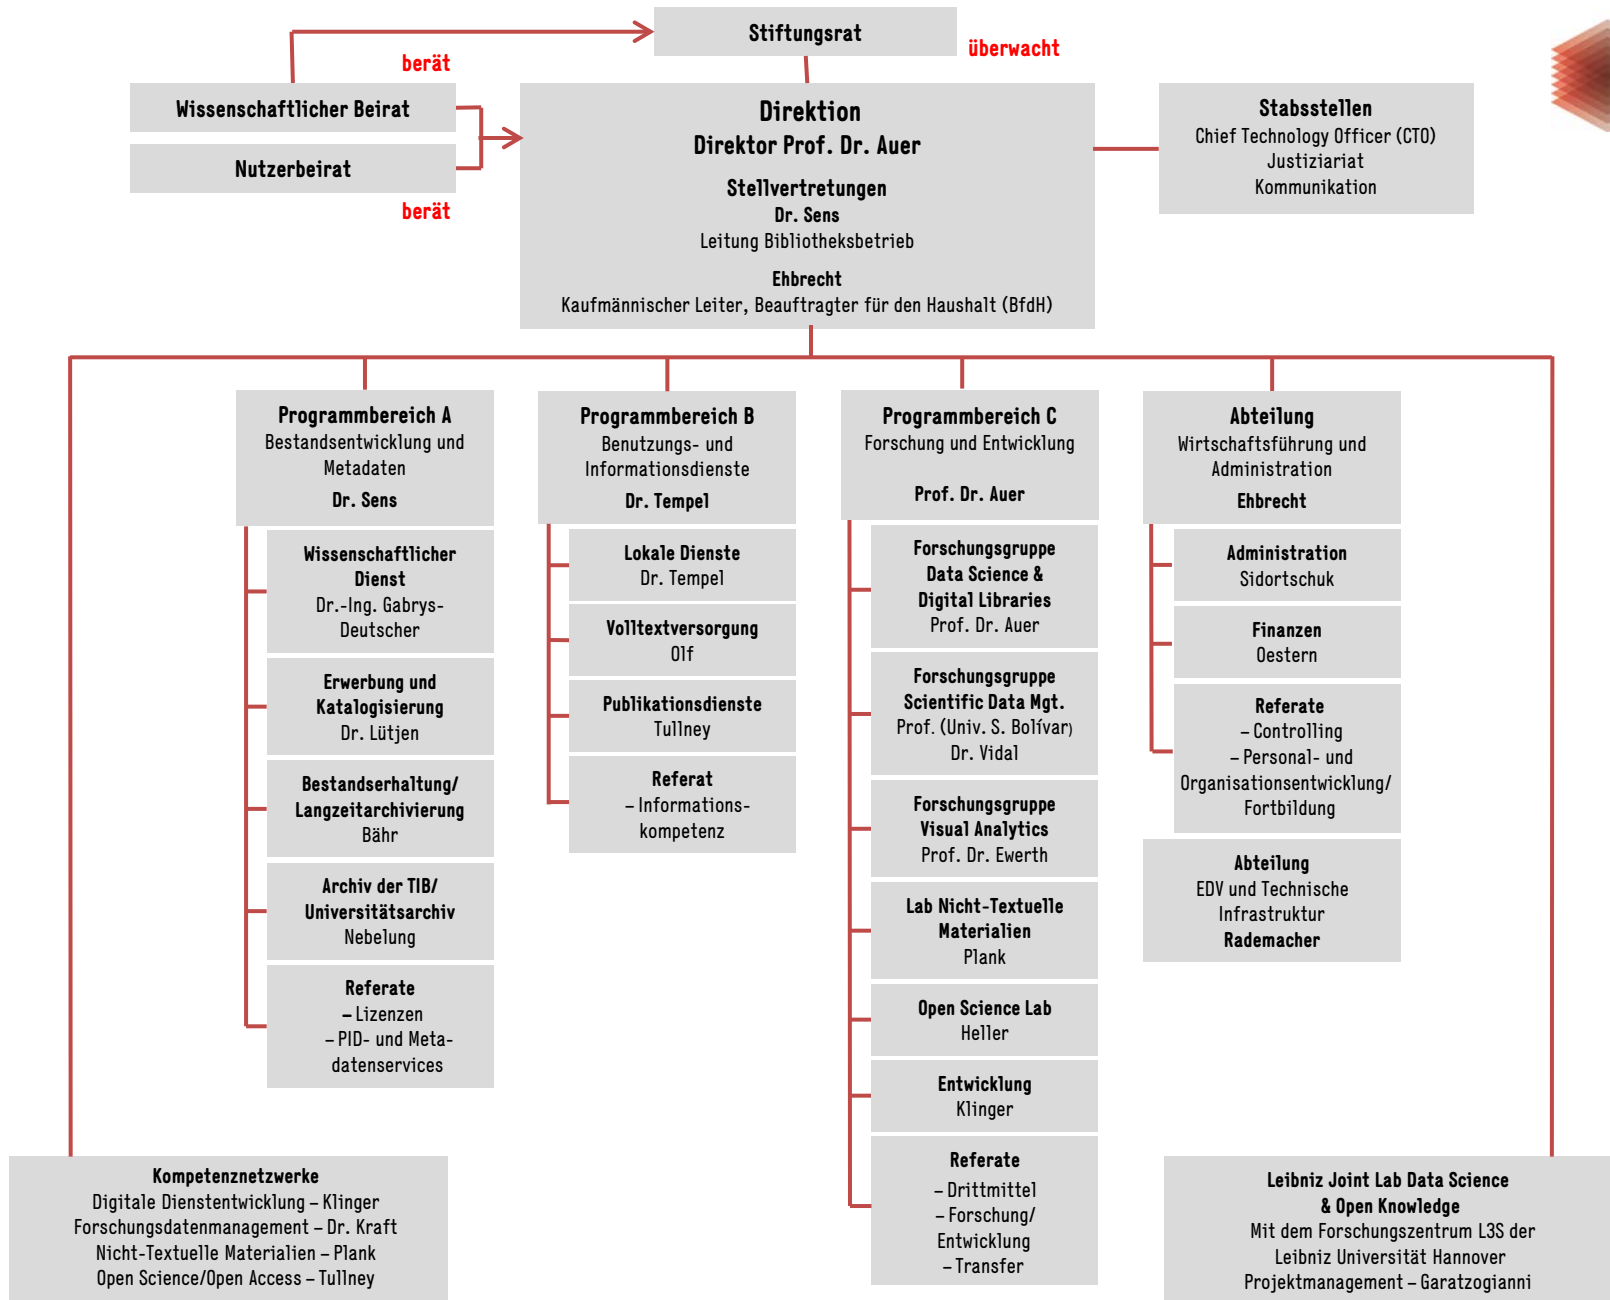 Stiftungsrat
überwacht
berät
Wissenschaftlicher Beirat
Nutzerbeirat
berät
Direktion
Direktor Prof. Dr. Auer
Stellvertretungen
Dr. Sens
Leitung Bibliotheksbetrieb
Ehbrecht
Kaufmännischer Leiter, Beauftragter für den Haushalt (BfdH)
Stabsstellen
Chief Technology Officer (CTO)
Justiziariat
Kommunikation
Programmbereich A
Bestandsentwicklung und
Metadaten
Dr. Sens
Wissenschaftlicher
Dienst
Dr.-Ing. Gabrys-
Deutscher
Erwerbung und
Katalogisierung
Dr. Lütjen
Bestandserhaltung/
Langzeitarchivierung
Bähr
Archiv der TIB/
Universitätsarchiv
Nebelung
Referate
– Lizenzen
– PID- und Meta-
datenservices
Programmbereich B
Benutzungs- und
Informationsdienste
Dr. Tempel
Lokale Dienste
Dr. Tempel
Volltextversorgung
Olf
Publikationsdienste
Tullney
Referat
– Informations-
kompetenz
Programmbereich C
Forschung und Entwicklung
Prof. Dr. Auer
Forschungsgruppe
Data Science &
Digital Libraries
Prof. Dr. Auer
Forschungsgruppe
Scientific Data Mgt.
Prof. (Univ. S. Bolívar)
Dr. Vidal
Forschungsgruppe
Visual Analytics
Prof. Dr. Ewerth
Lab Nicht-Textuelle
Materialien
Plank
Open Science Lab
Heller
Entwicklung
Klinger
Referate
– Drittmittel
– Forschung/
Entwicklung
– Transfer
Abteilung
Wirtschaftsführung und
Administration
Ehbrecht
Administration
Sidortschuk
Finanzen
Oestern
Referate
– Controlling
– Personal- und
Organisationsentwicklung/
Fortbildung
Abteilung
EDV und Technische
Infrastruktur
Rademacher
Kompetenznetzwerke
Digitale Dienstentwicklung – Klinger
Forschungsdatenmanagement – Dr. Kraft
Nicht-Textuelle Materialien – Plank
Open Science/Open Access – Tullney
Leibniz Joint Lab Data Science
& Open Knowledge
Mit dem Forschungszentrum L3S der
Leibniz Universität Hannover
Projektmanagement – Garatzogianni